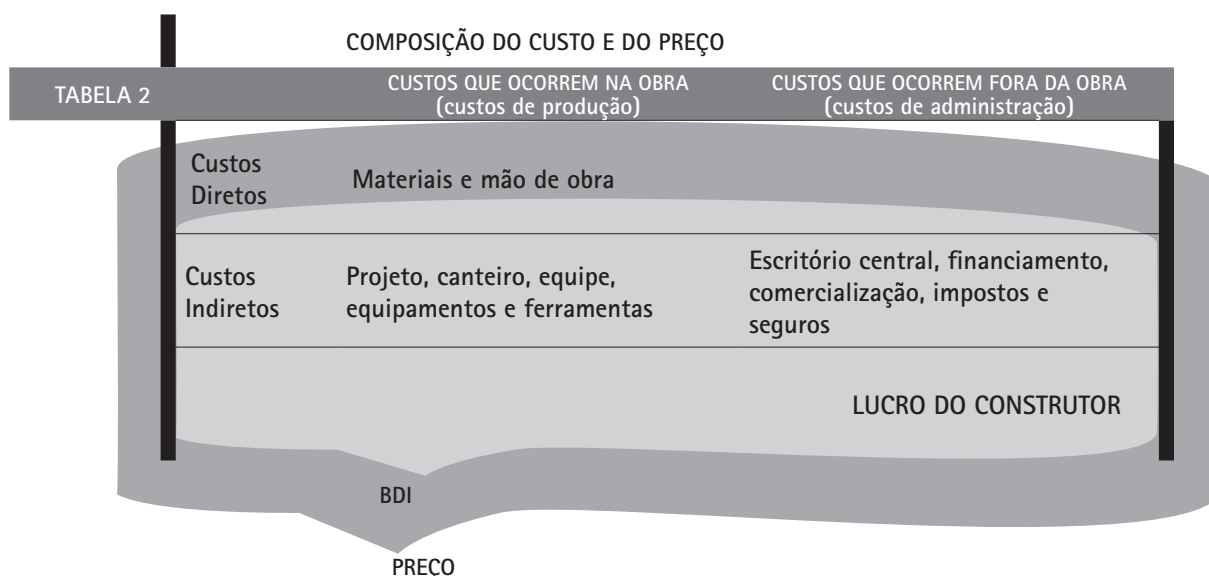 COMPOSIÇÃO DO CUSTO E DO PREÇO
TABELA 2
CUSTOS QUE OCORREM NA OBRA
(custos de produção)
CUSTOS QUE OCORREM FORA DA OBRA
(custos de administração)
Custos
Diretos
Materiais e mão de obra
Custos
Indiretos
Projeto, canteiro, equipe,
equipamentos e ferramentas
Escritório central, financiamento,
comercialização, impostos e
seguros
LUCRO DO CONSTRUTOR
BDI
PREÇO